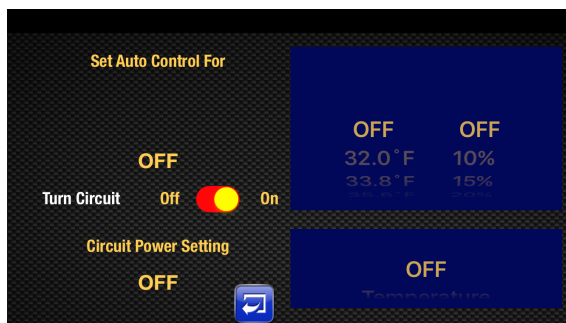 Set Auto Control For
OFF
Turn Circuit Off On
Circuit Power Setting
OFF
OFF OFF
32.0°F 10%
33.8°F 15%
OFF
Temperature